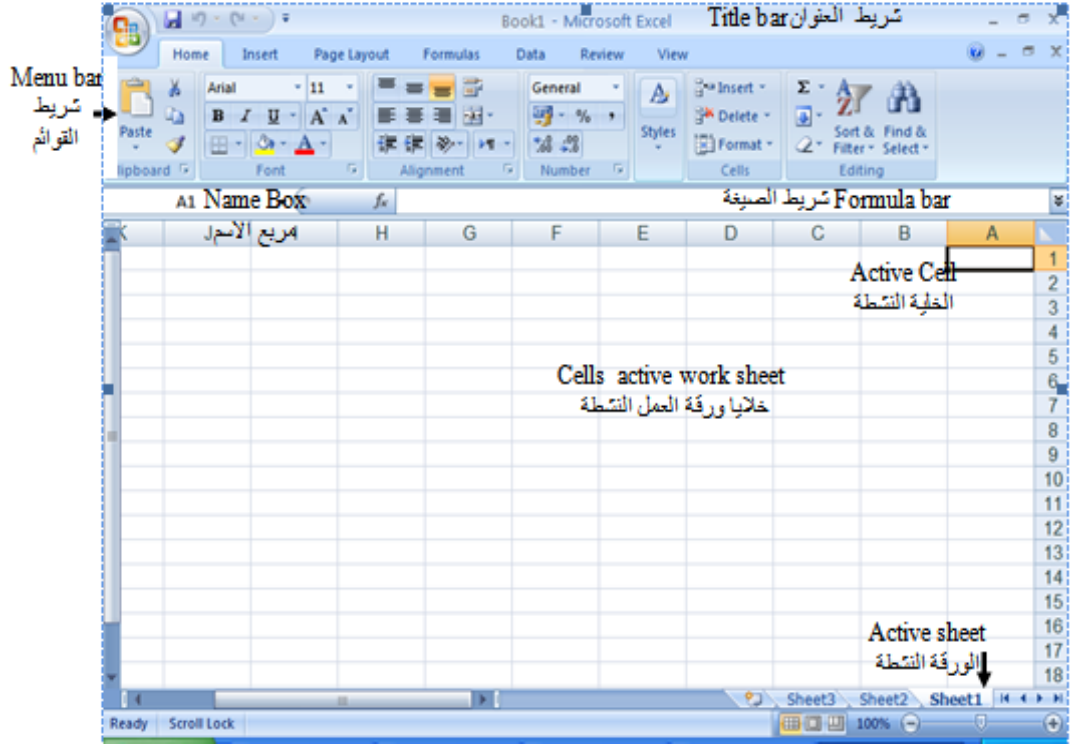 Book1 - Microsoft Excel
Title bar شريط العنوان
Home Insert Page Layout Formulas Data Review View
Menu bar
شريط
القوائم
Arial 11 General Insert Σ
B I U A A % , Delete
Paste Styles Format Sort & Find &
A Filter Select
lipboard Font Alignment Number Cells Editing
A1 Name Box fx شريط الصيغة Formula bar
K J مربع الاسم H G F E D C B A
1
Active Cell
2
الخلية النشطة
3
4
5
Cells active work sheet
6
خلايا ورقة العمل النشطة
7
8
9
10
11
12
13
14
15
Active sheet
16
الورقة النشطة
17
18
Sheet3 Sheet2 Sheet1
Ready Scroll Lock 100%